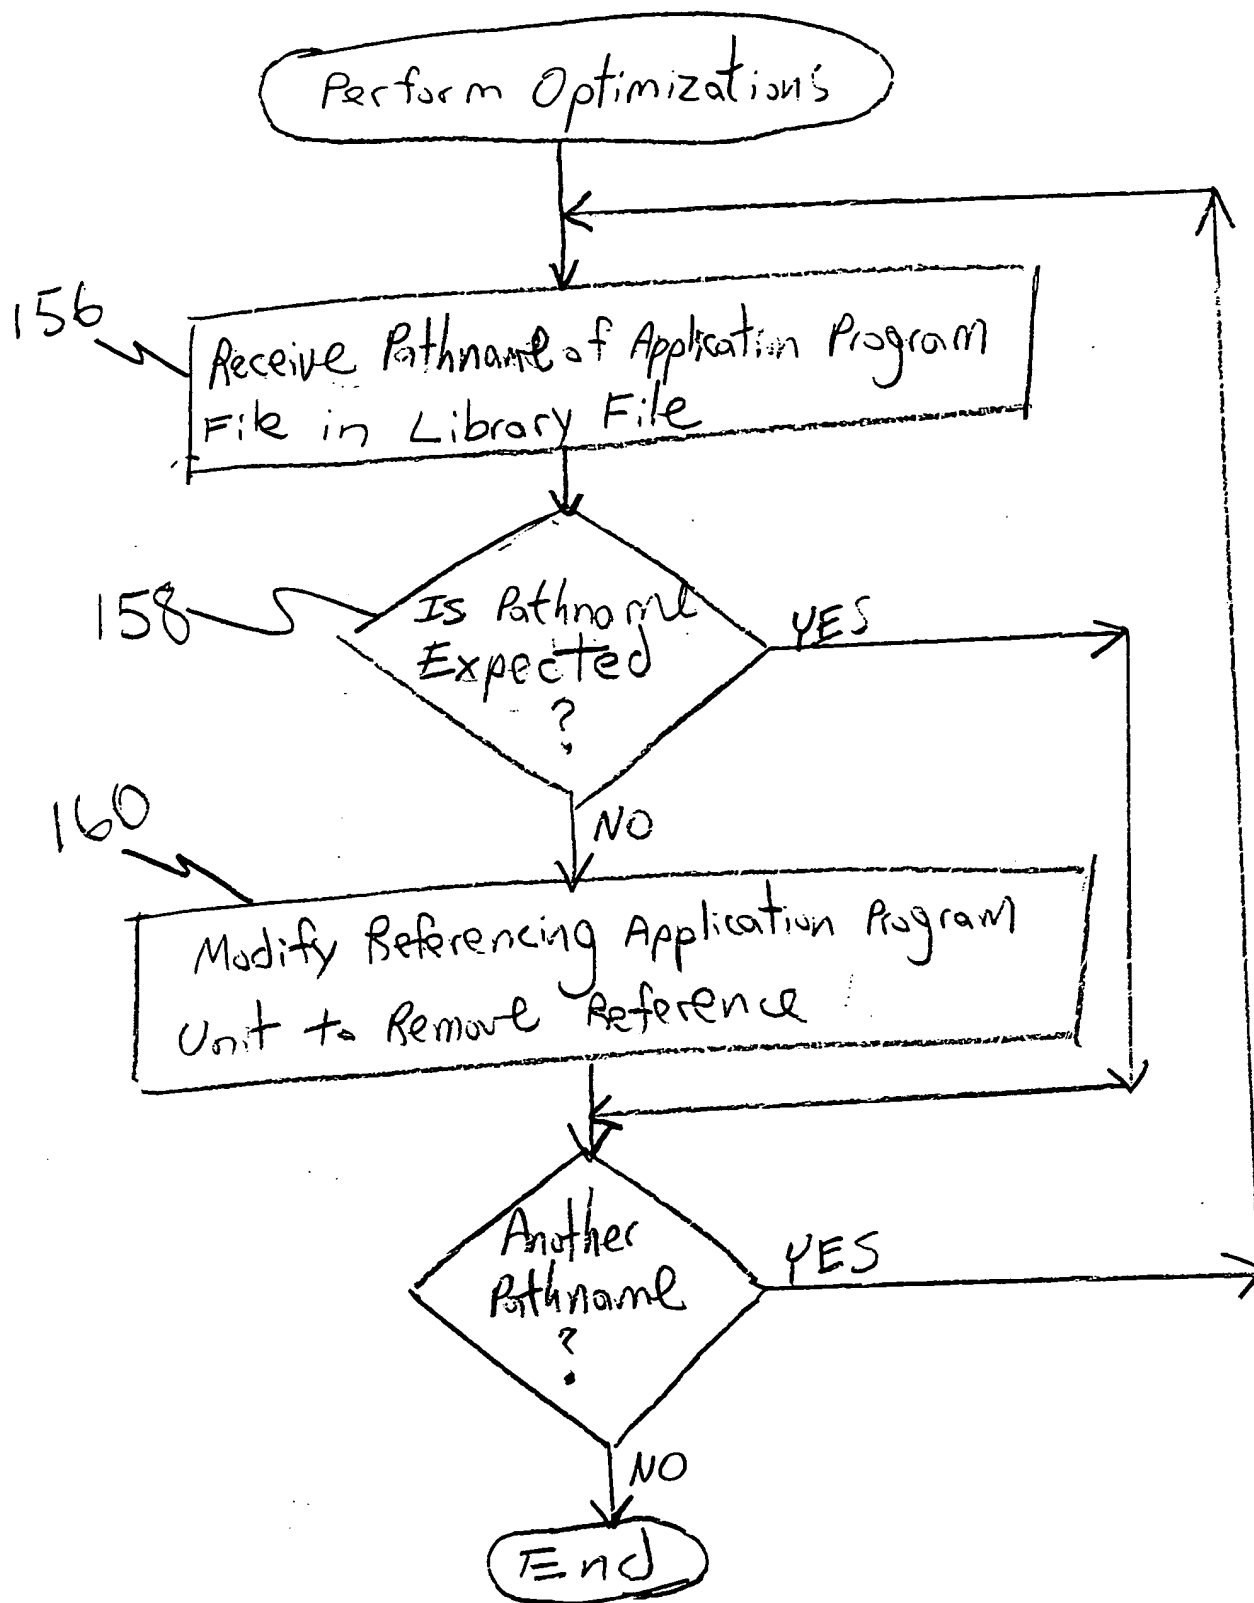 Perform Optimizations
156
Receive Pathname of Application Program
File in Library File
158
Is Pathname
Expected
?
YES
NO
160
Modify Referencing Application Program
Unit to Remove Reference
Another
Pathname
?
YES
NO
End